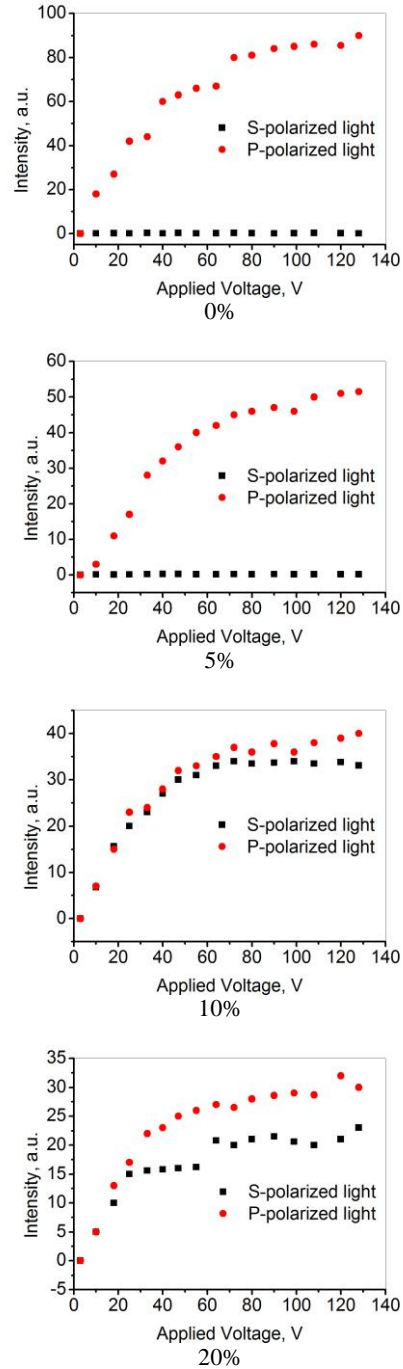 100
80
60
40
20
0
Intensity, a.u.
S-polarized light
P-polarized light
0 20 40 60 80 100 120 140
Applied Voltage, V
0%
60
50
40
30
20
10
0
Intensity, a.u.
S-polarized light
P-polarized light
0 20 40 60 80 100 120 140
Applied Voltage, V
5%
40
30
20
10
0
Intensity, a.u.
S-polarized light
P-polarized light
0 20 40 60 80 100 120 140
Applied Voltage, V
10%
35
30
25
20
15
10
5
0
-5
Intensity, a.u.
S-polarized light
P-polarized light
0 20 40 60 80 100 120 140
Applied Voltage, V
20%